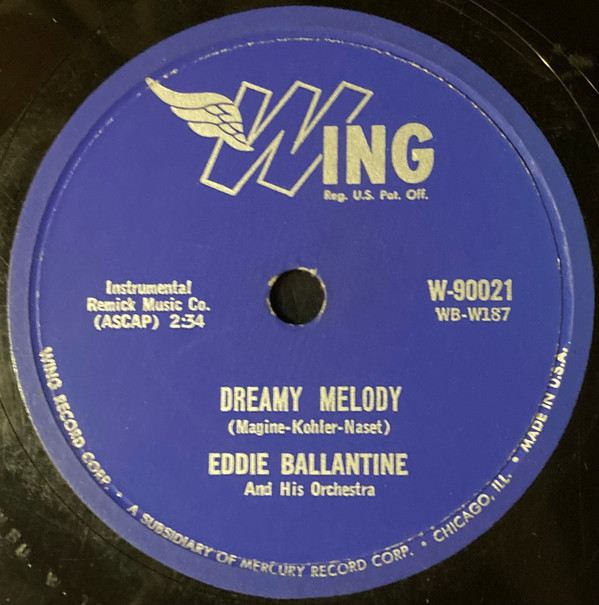 WING
Reg. U.S. Pat. Off.
Instrumental
Remick Music Co.
(ASCAP) 2:34
W-90021
WB-W187
DREAMY MELODY
(Magine-Kohler-Naset)
EDDIE BALLANTINE
And His Orchestra
WING RECORD CORP. • A SUBSIDIARY OF MERCURY RECORD CORP. • CHICAGO, ILL. • MADE IN U.S.A.